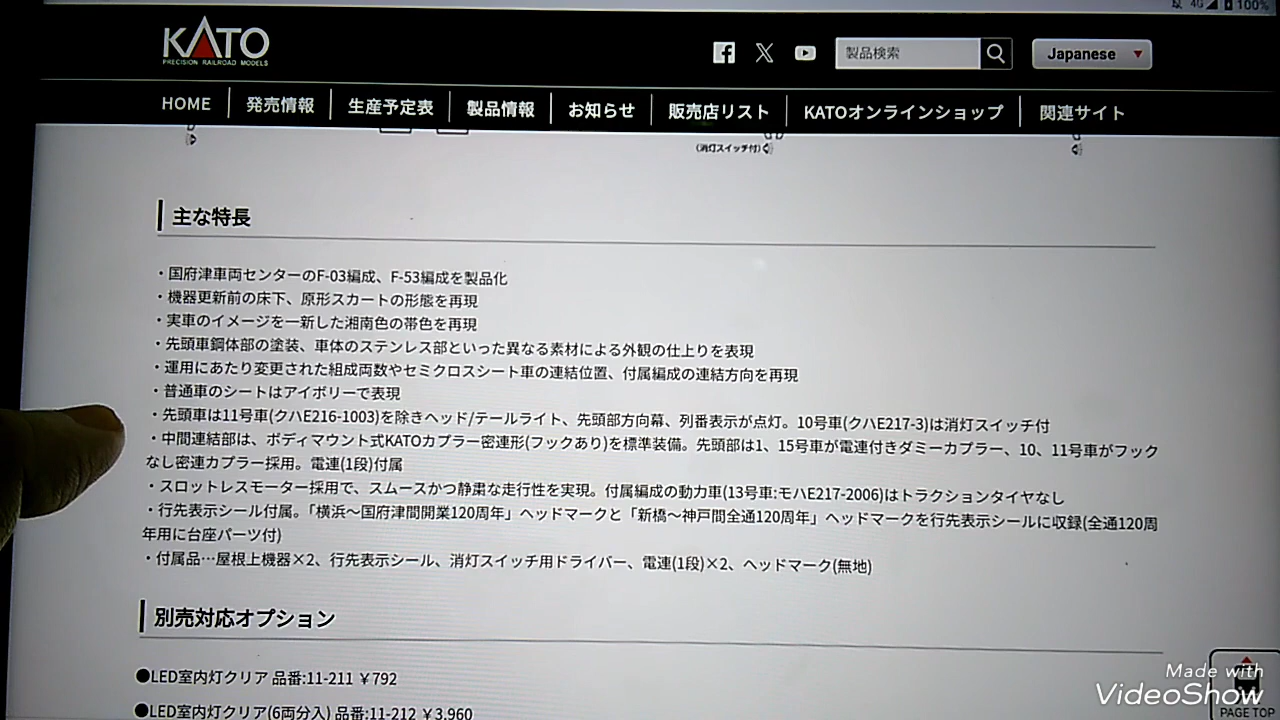 4G 100%
KATO
PRECISION RAILROAD MODELS
製品検索
Japanese
HOME 発売情報 生産予定表 製品情報 お知らせ 販売店リスト KATOオンラインショップ 関連サイト
(消灯スイッチ付)
主な特長
・国府津車両センターのF-03編成、F-53編成を製品化
・機器更新前の床下、原形スカートの形態を再現
・実車のイメージを一新した湘南色の帯色を再現
・先頭車鋼体部の塗装、車体のステンレス部といった異なる素材による外観の仕上りを表現
・運用にあたり変更された組成両数やセミクロスシート車の連結位置、付属編成の連結方向を再現
・普通車のシートはアイボリーで表現
・先頭車は11号車(クハE216-1003)を除きヘッド/テールライト、先頭部方向幕、列番表示が点灯。10号車(クハE217-3)は消灯スイッチ付
・中間連結部は、ボディマウント式KATOカプラー密連形(フックあり)を標準装備。先頭部は1、15号車が電連付きダミーカプラー、10、11号車がフック
なし密連カプラー採用。電連(1段)付属
・スロットレスモーター採用で、スムースかつ静粛な走行性を実現。付属編成の動力車(13号車:モハE217-2006)はトラクションタイヤなし
・行先表示シール付属。「横浜～国府津間開業120周年」ヘッドマークと「新橋～神戸間全通120周年」ヘッドマークを行先表示シールに収録(全通120周
年用に台座パーツ付)
・付属品…屋根上機器×2、行先表示シール、消灯スイッチ用ドライバー、電連(1段)×2、ヘッドマーク(無地)
別売対応オプション
●LED室内灯クリア 品番:11-211 ￥792
●LED室内灯クリア(6両分入) 品番:11-212 ￥3,960
Made with
VideoShow
PAGE TOP